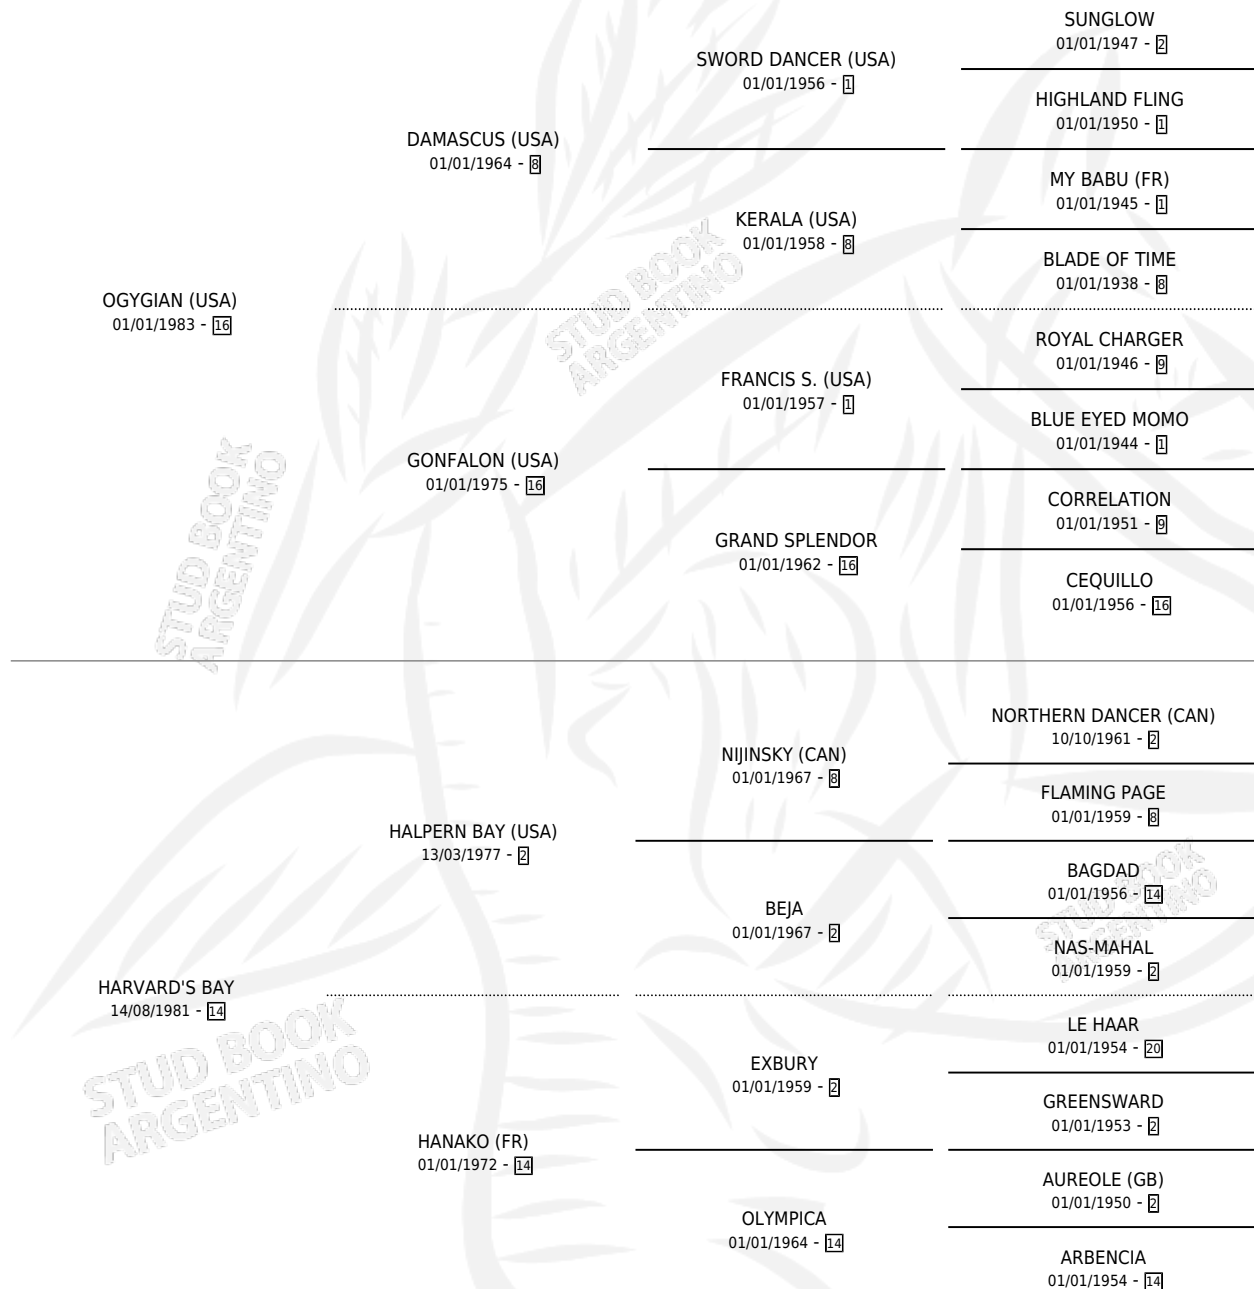 SUNGLOW
01/01/1947 - 2
SWORD DANCER (USA)
01/01/1956 - 1
HIGHLAND FLING
01/01/1950 - 1
DAMASCUS (USA)
01/01/1964 - 8
MY BABU (FR)
01/01/1945 - 1
KERALA (USA)
01/01/1958 - 8
BLADE OF TIME
01/01/1938 - 8
OGYGIAN (USA)
01/01/1983 - 16
ROYAL CHARGER
01/01/1946 - 9
FRANCIS S. (USA)
01/01/1957 - 1
BLUE EYED MOMO
01/01/1944 - 1
GONFALON (USA)
01/01/1975 - 16
CORRELATION
01/01/1951 - 9
GRAND SPLENDOR
01/01/1962 - 16
CEQUILLO
01/01/1956 - 16
NORTHERN DANCER (CAN)
10/10/1961 - 2
NIJINSKY (CAN)
01/01/1967 - 8
FLAMING PAGE
01/01/1959 - 8
HALPERN BAY (USA)
13/03/1977 - 2
BAGDAD
01/01/1956 - 14
BEJA
01/01/1967 - 2
NAS-MAHAL
01/01/1959 - 2
HARVARD'S BAY
14/08/1981 - 14
LE HAAR
01/01/1954 - 20
EXBURY
01/01/1959 - 2
GREENSWARD
01/01/1953 - 2
HANAKO (FR)
01/01/1972 - 14
AUREOLE (GB)
01/01/1950 - 2
OLYMPICA
01/01/1964 - 14
ARBENCIA
01/01/1954 - 14
STUD BOOK
ARGENTINO
STUD BOOK
ARGENTINO
STUD BOOK
ARGENTINO
STUD BOOK
ARGENTINO